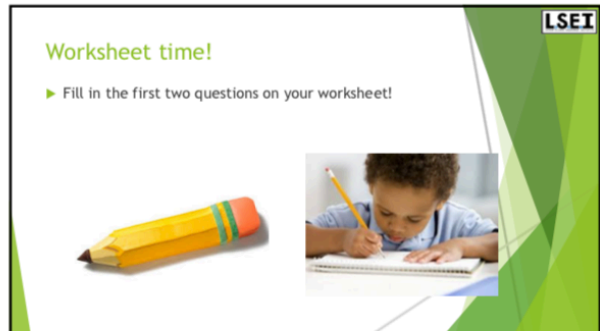 LSEI
Worksheet time!
Fill in the first two questions on your worksheet!